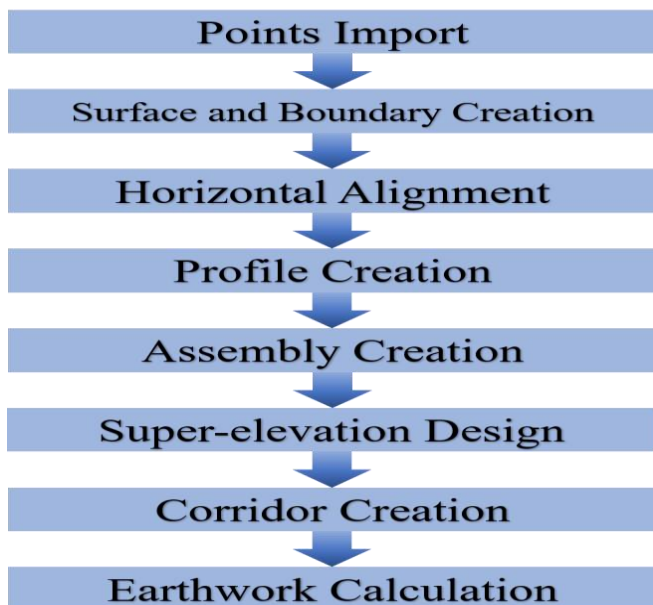 Points Import
Surface and Boundary Creation
Horizontal Alignment
Profile Creation
Assembly Creation
Super-elevation Design
Corridor Creation
Earthwork Calculation